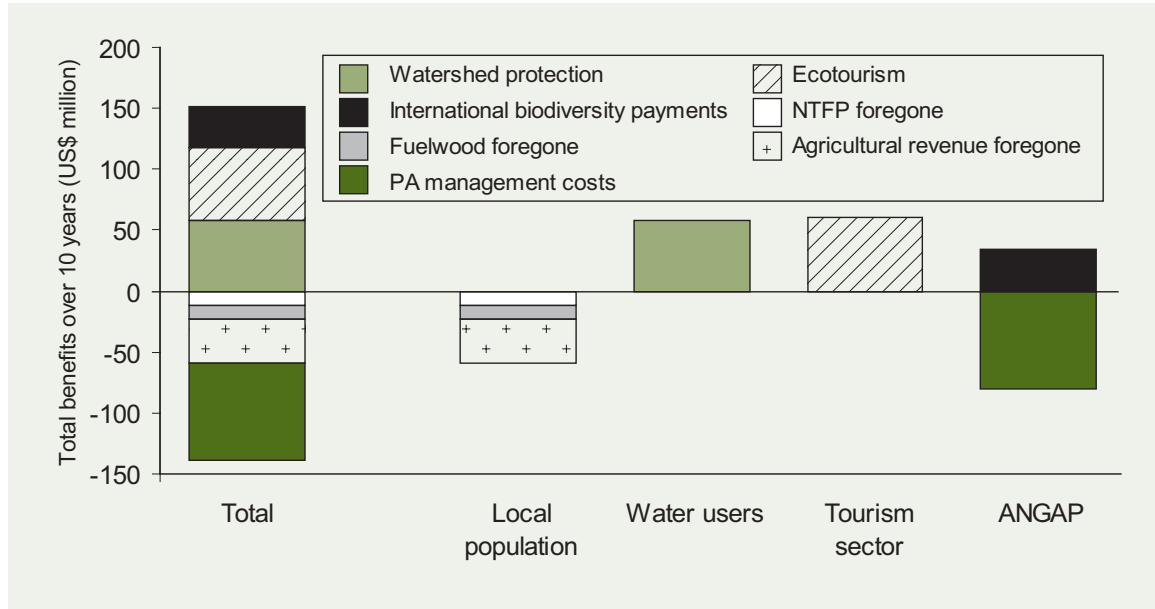 Total benefits over 10 years (US$ million)
200
150
100
50
0
-50
-100
-150
Watershed protection
International biodiversity payments
Fuelwood foregone
PA management costs
Ecotourism
NTFP foregone
Agricultural revenue foregone
Total
Local
population
Water users
Tourism
sector
ANGAP